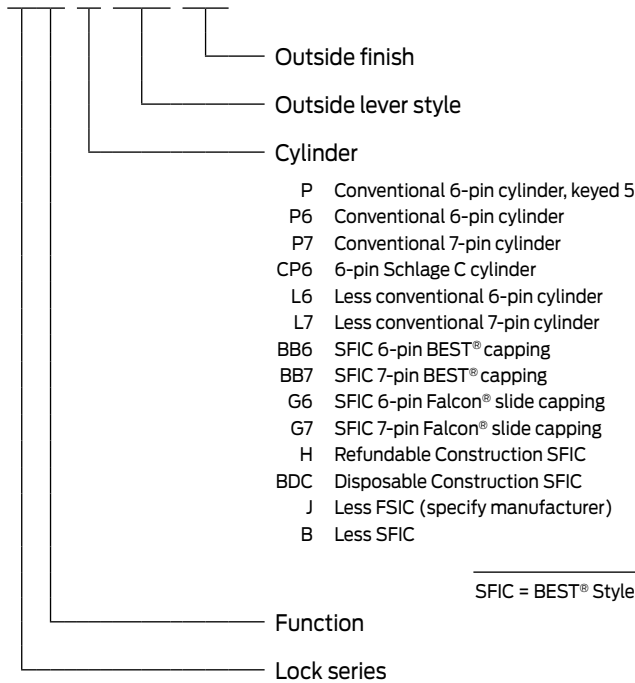 Outside finish
Outside lever style
Cylinder
P Conventional 6-pin cylinder, keyed 5
P6 Conventional 6-pin cylinder
P7 Conventional 7-pin cylinder
CP6 6-pin Schlage C cylinder
L6 Less conventional 6-pin cylinder
L7 Less conventional 7-pin cylinder
BB6 SFIC 6-pin BEST® capping
BB7 SFIC 7-pin BEST® capping
G6 SFIC 6-pin Falcon® slide capping
G7 SFIC 7-pin Falcon® slide capping
H Refundable Construction SFIC
BDC Disposable Construction SFIC
J Less FSIC (specify manufacturer)
B Less SFIC
SFIC = BEST® Style
Function
Lock series